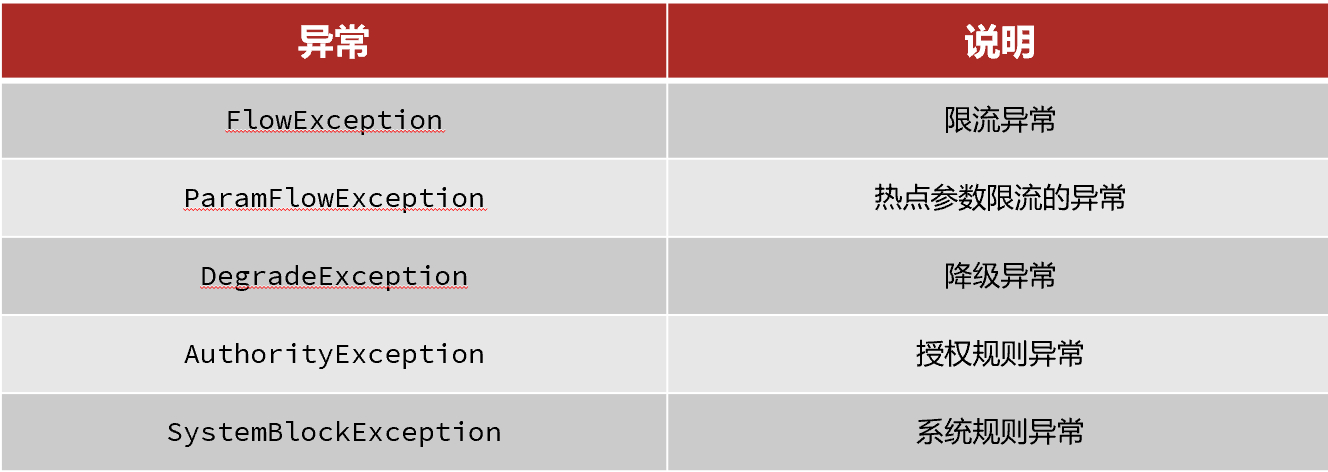 异常 说明
FlowException 限流异常
ParamFlowException 热点参数限流的异常
DegradeException 降级异常
AuthorityException 授权规则异常
SystemBlockException 系统规则异常